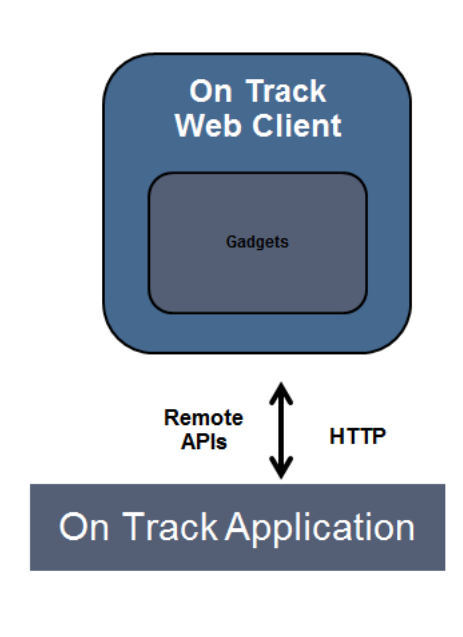 On Track
Web Client
Gadgets
Remote
APIs
HTTP
On Track Application